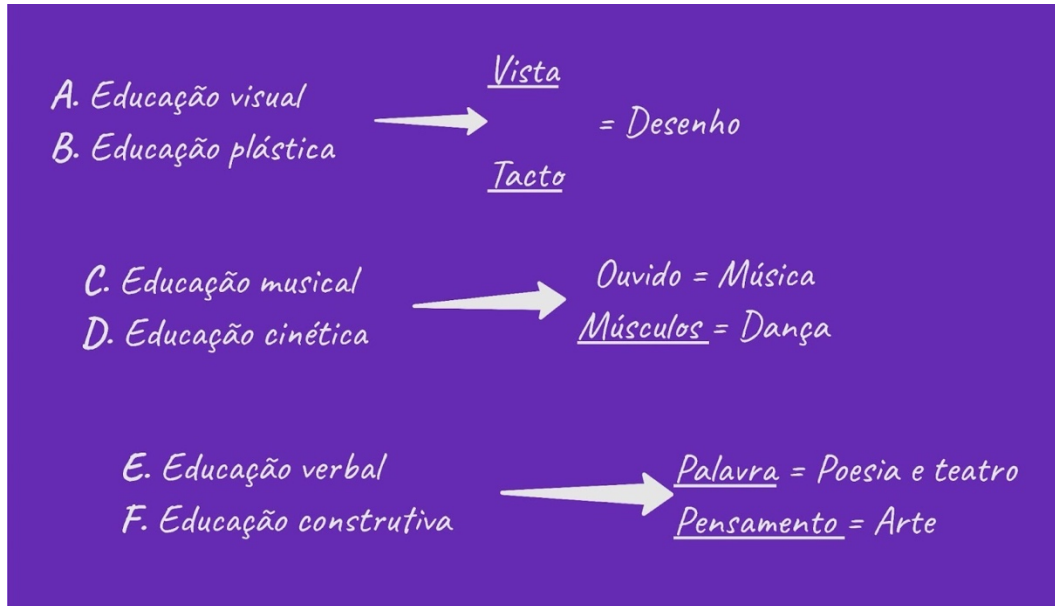 A. Educação visual
B. Educação plástica
Vista
= Desenho
Tacto
C. Educação musical
D. Educação cinética
Ouvido = Música
Músculos = Dança
E. Educação verbal
F. Educação construtiva
Palavra = Poesia e teatro
Pensamento = Arte